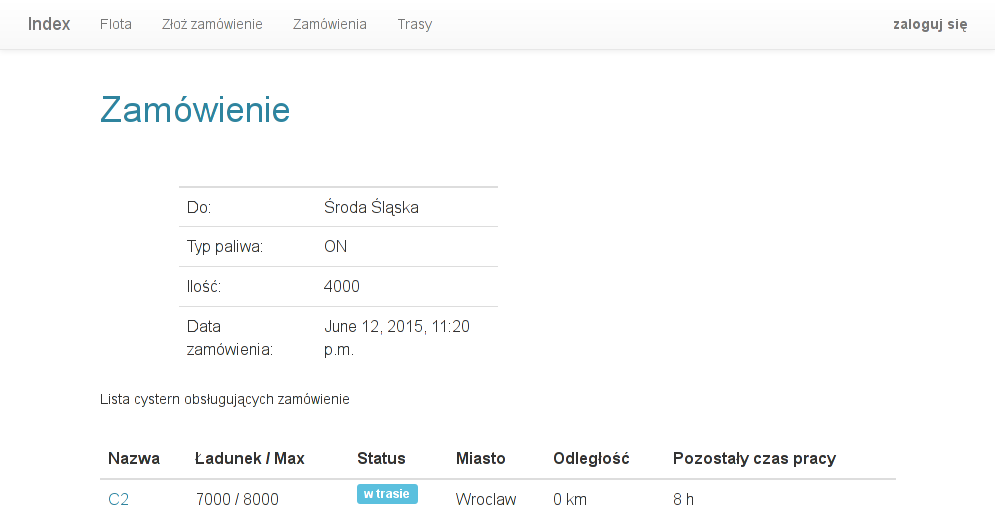 Index Flota Złoż zamówienie Zamówienia Trasy zaloguj się
Zamówienie
Do: Środa Śląska
Typ paliwa: ON
Ilość: 4000
Data zamówienia: June 12, 2015, 11:20 p.m.
Lista cystern obsługujących zamówienie
Nazwa Ładunek / Max Status Miasto Odległość Pozostały czas pracy
C2 7000 / 8000 w trasie Wroclaw 0 km 8 h